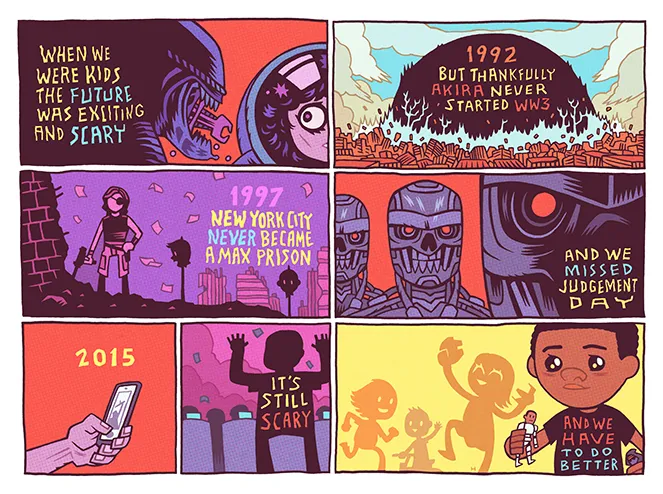 WHEN WE
WERE KIDS
THE FUTURE
WAS EXCITING
AND SCARY
1992
BUT THANKFULLY
AKIRA NEVER
STARTED WW3
1997
NEW YORK CITY
NEVER BECAME
A MAX PRISON
AND WE
MISSED
JUDGEMENT
DAY
2015
IT'S
STILL
SCARY
AND WE
HAVE
TO DO
BETTER